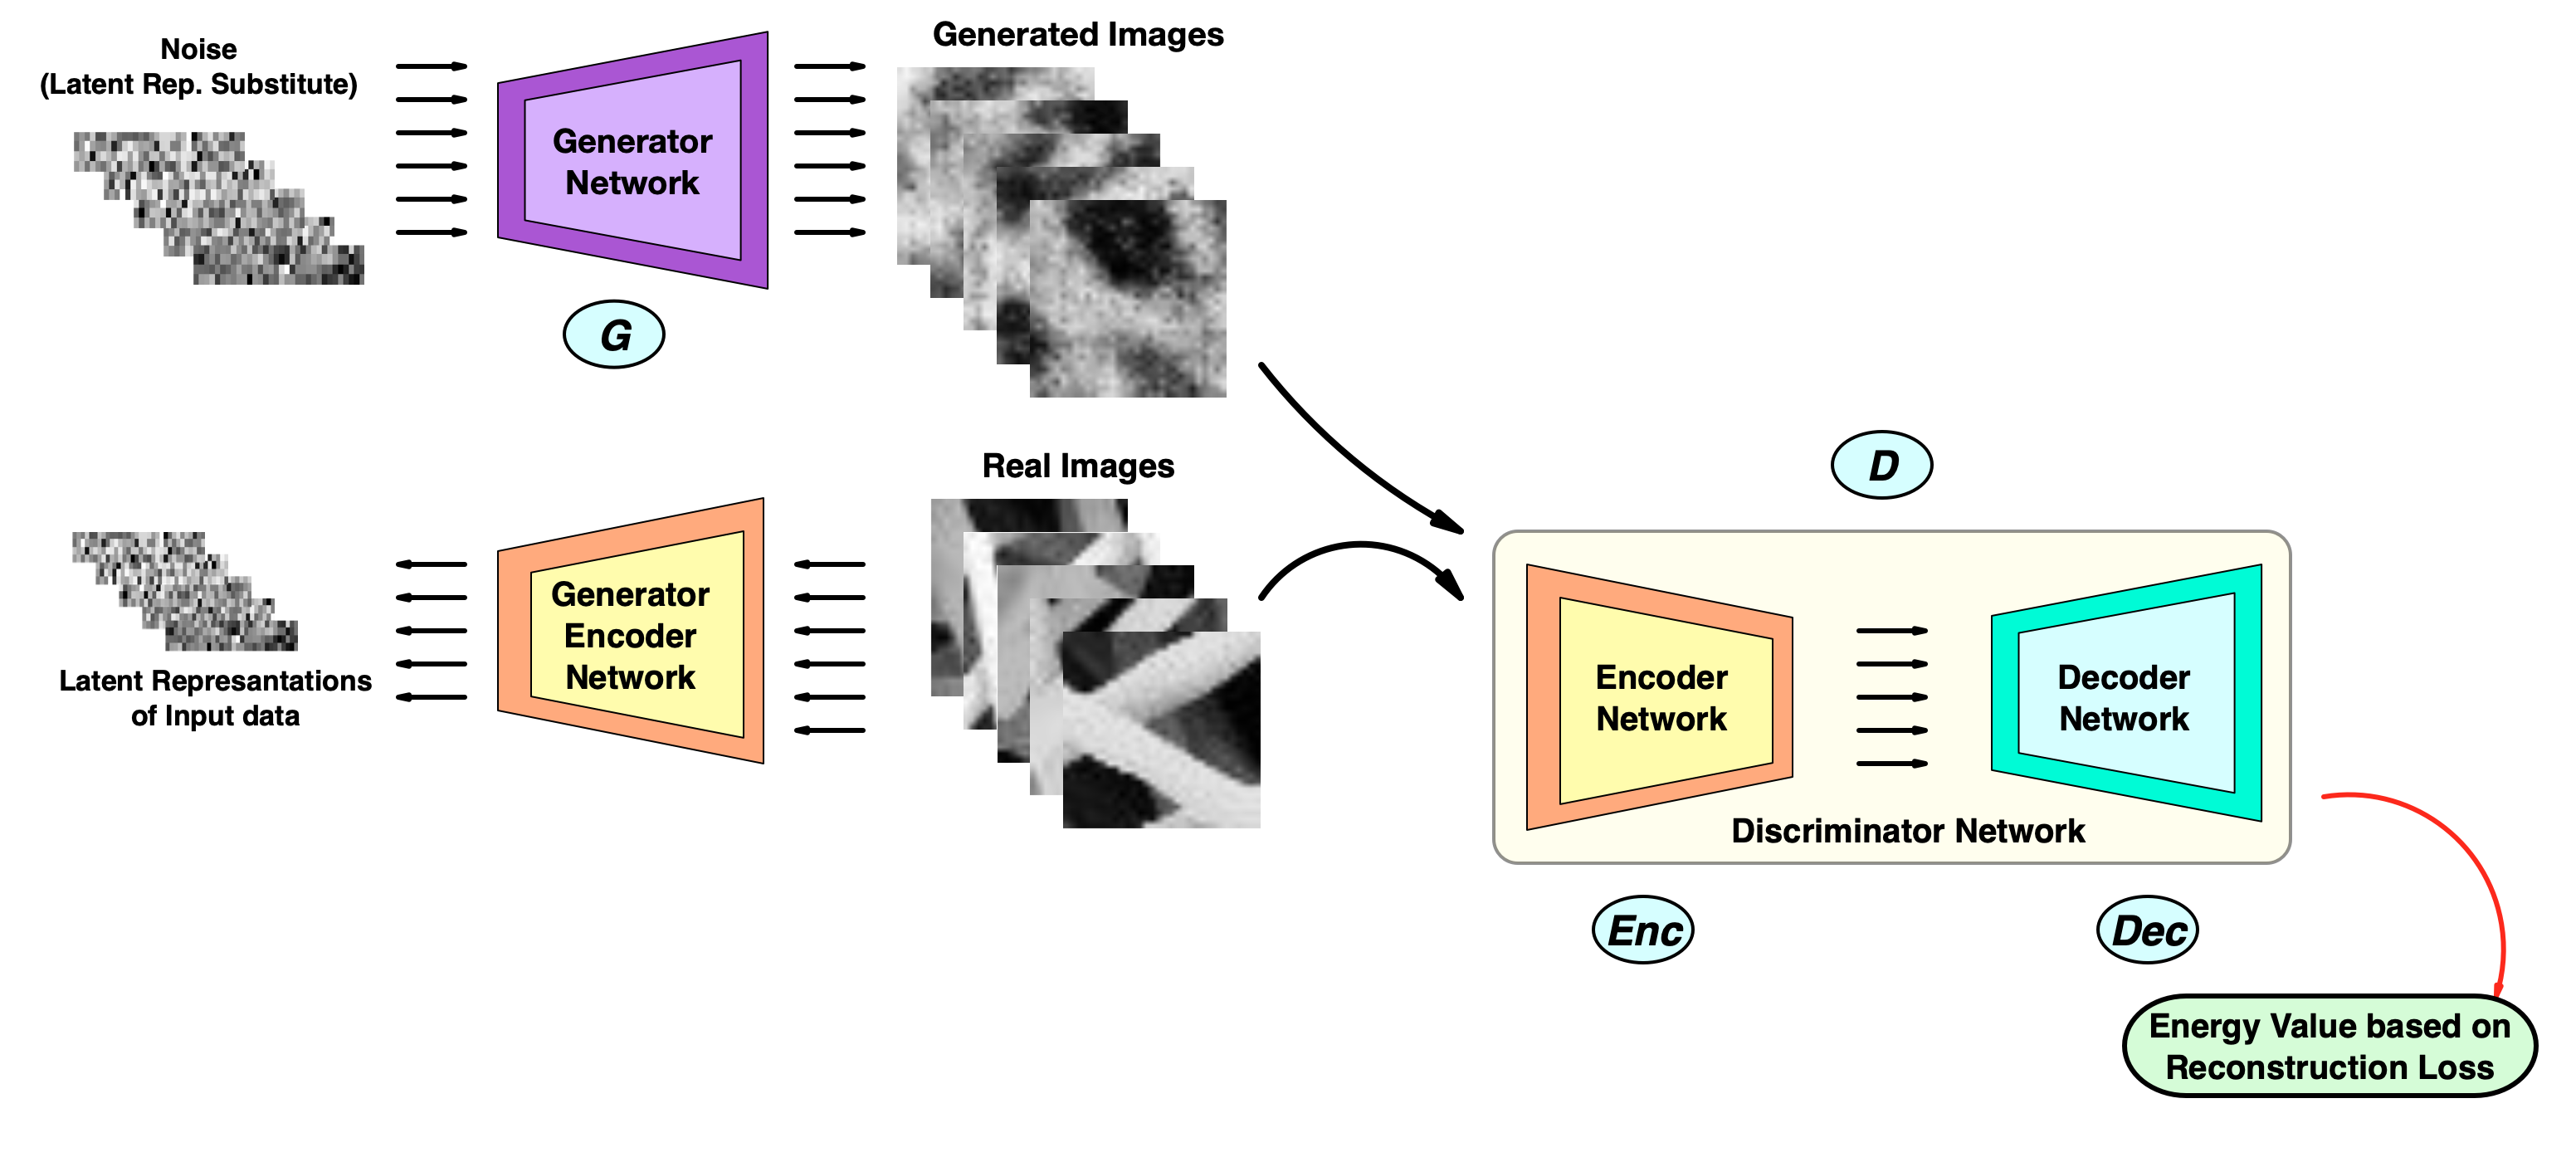 Noise
(Latent Rep. Substitute)
Generator
Network
G
Generated Images
Real Images
Generator
Encoder
Network
Latent Represantations
of Input data
D
Encoder
Network
Decoder
Network
Discriminator Network
Enc
Dec
Energy Value based on
Reconstruction Loss